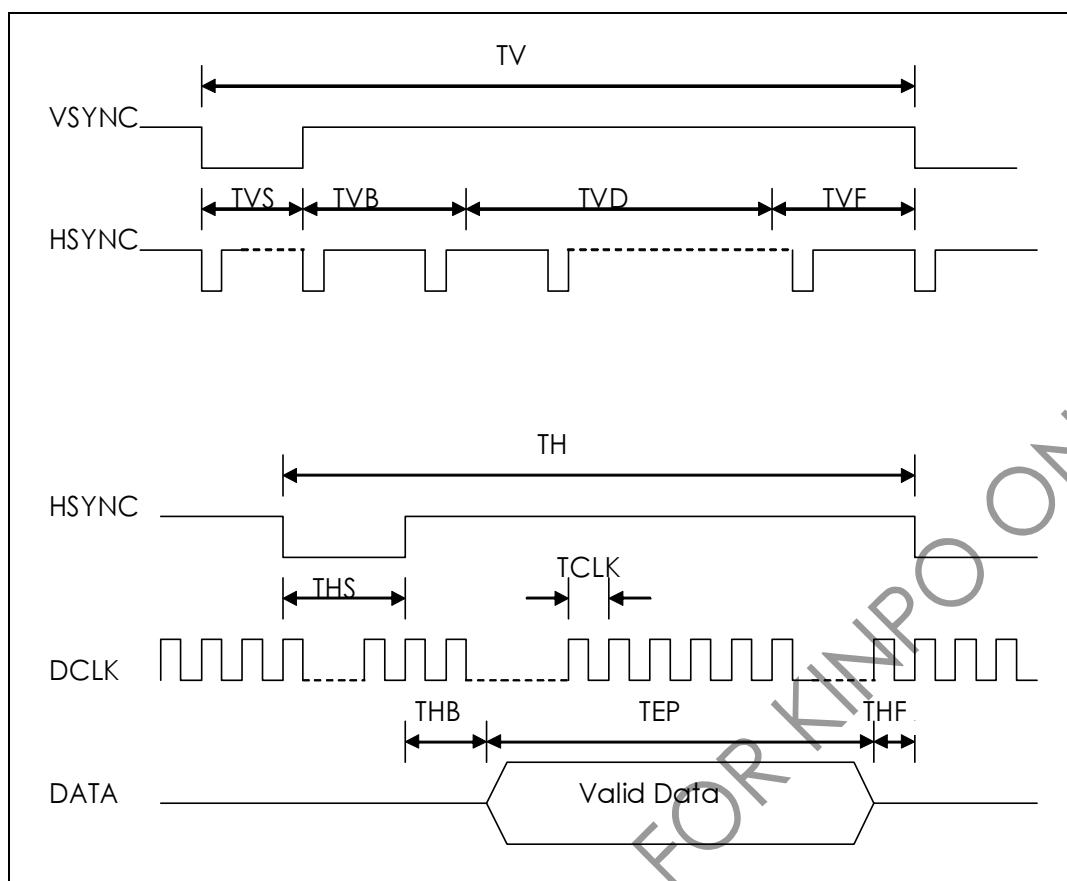 TV
VSYNC
TVS TVB TVD TVF
HSYNC
TH
HSYNC
TCLK
THS
DCLK
THB TEP THF
DATA Valid Data
FOR KINPO